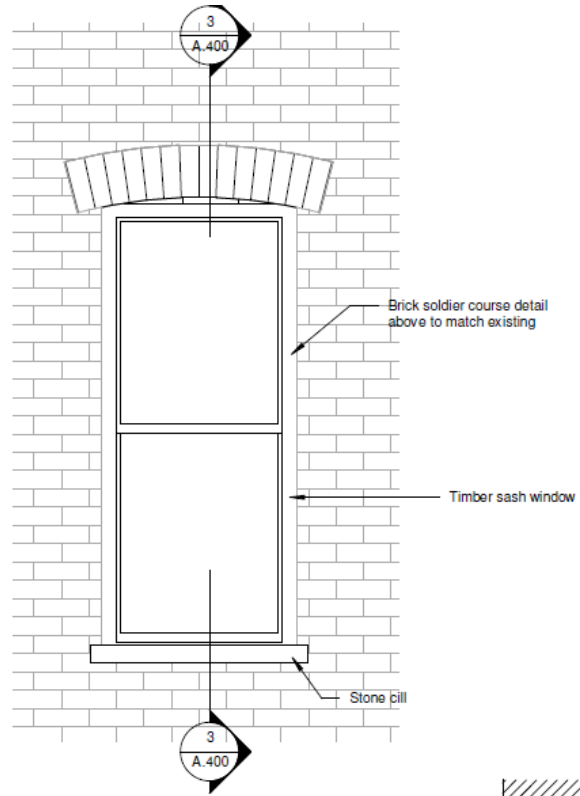 3
A.400
Brick soldier course detail
above to match existing
Timber sash window
Stone cill
3
A.400